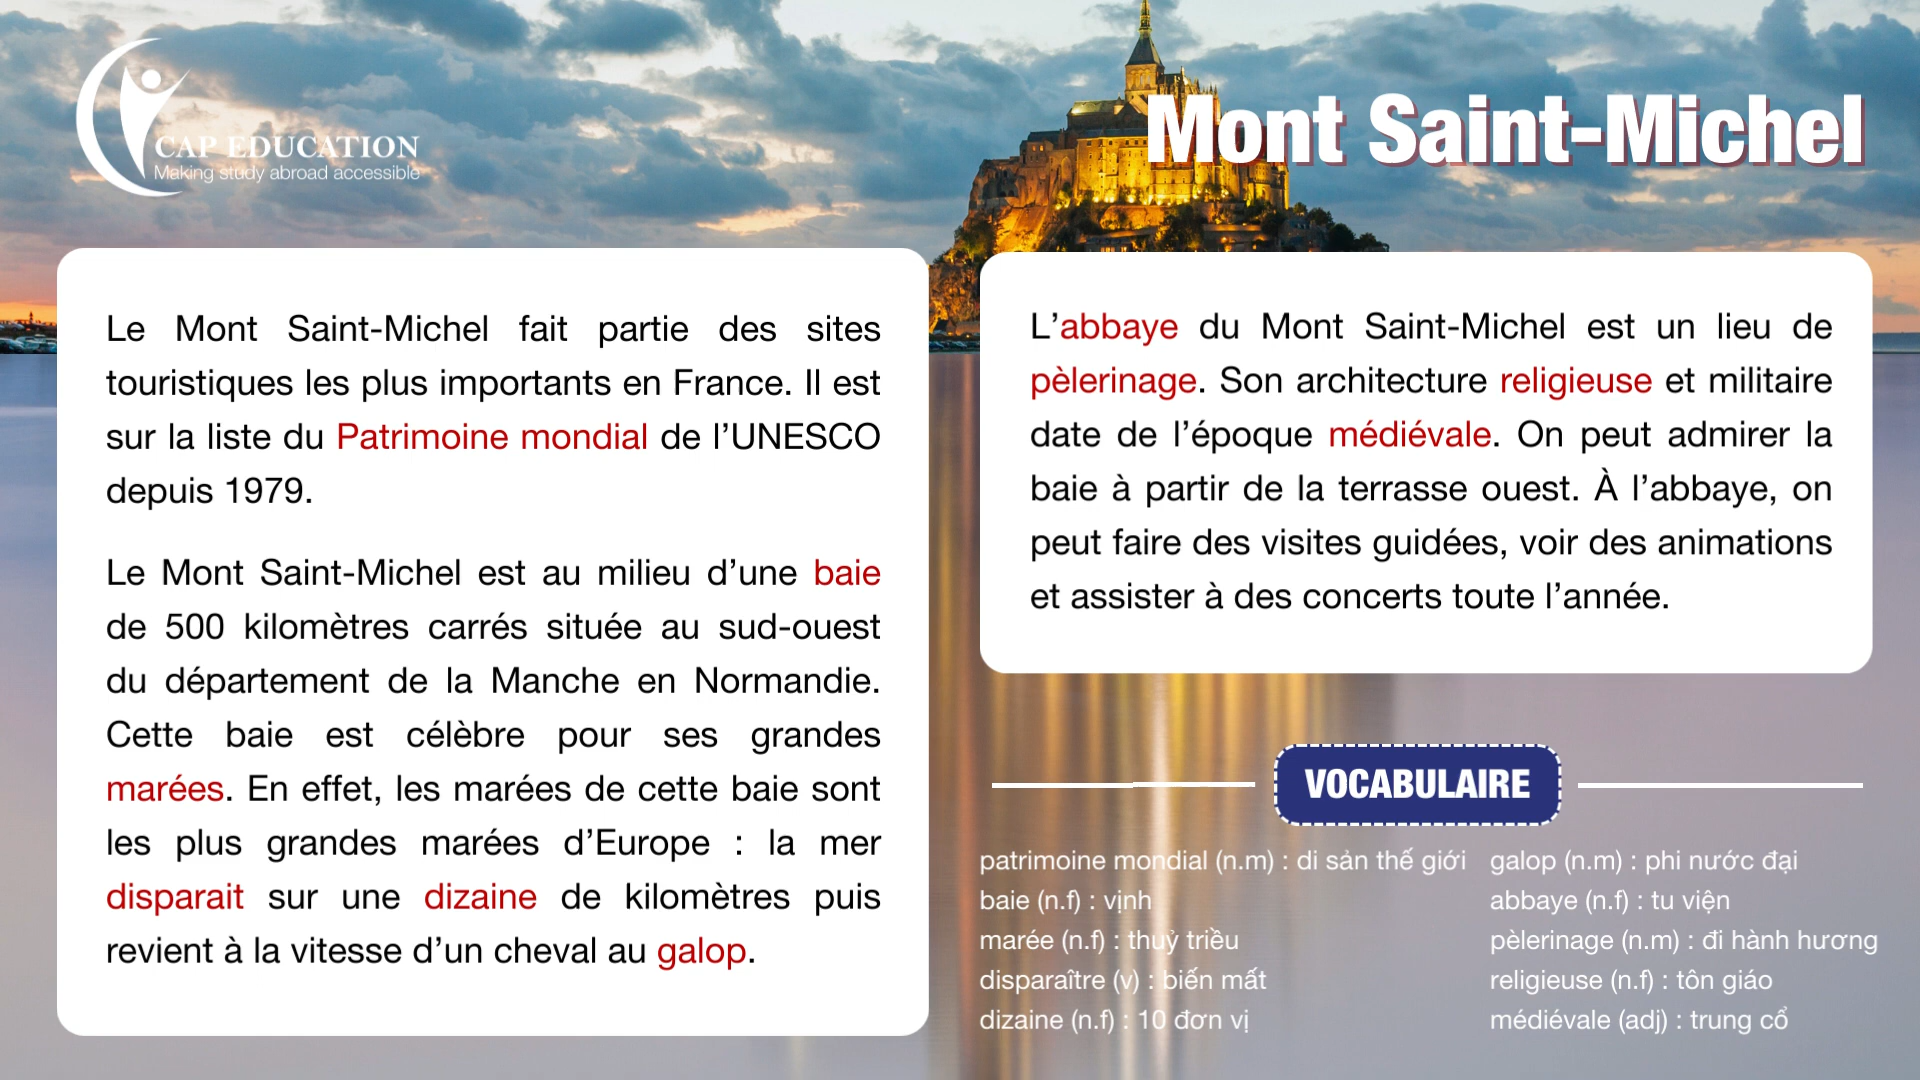 CAP EDUCATION
Making study abroad accessible
Mont Saint-Michel
Le Mont Saint-Michel fait partie des sites
touristiques les plus importants en France. Il est
sur la liste du Patrimoine mondial de l’UNESCO
depuis 1979.
Le Mont Saint-Michel est au milieu d’une baie
de 500 kilomètres carrés située au sud-ouest
du département de la Manche en Normandie.
Cette baie est célèbre pour ses grandes
marées. En effet, les marées de cette baie sont
les plus grandes marées d’Europe : la mer
disparait sur une dizaine de kilomètres puis
revient à la vitesse d’un cheval au galop.
L’abbaye du Mont Saint-Michel est un lieu de
pèlerinage. Son architecture religieuse et militaire
date de l’époque médiévale. On peut admirer la
baie à partir de la terrasse ouest. À l’abbaye, on
peut faire des visites guidées, voir des animations
et assister à des concerts toute l’année.
VOCABULAIRE
patrimoine mondial (n.m) : di sản thế giới
baie (n.f) : vịnh
marée (n.f) : thuỷ triều
disparaître (v) : biến mất
dizaine (n.f) : 10 đơn vị
galop (n.m) : phi nước đại
abbaye (n.f) : tu viện
pèlerinage (n.m) : đi hành hương
religieuse (n.f) : tôn giáo
médiévale (adj) : trung cổ